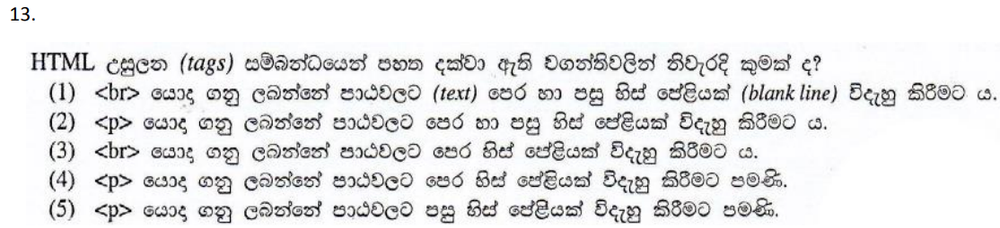 13.
HTML උසුලන (tags) සම්බන්ධයෙන් පහත දක්වා ඇති වගන්තිවලින් නිවැරදි කුමක් ද?
(1) <br> යොදා ගනු ලබන්නේ පාඨවලට (text) පෙර හා පසු හිස් පේළියක් (blank line) විදැහු කිරීමට ය.
(2) <p> යොදා ගනු ලබන්නේ පාඨවලට පෙර හා පසු හිස් පේළියක් විදැහු කිරීමට ය.
(3) <br> යොදා ගනු ලබන්නේ පාඨවලට පෙර හිස් පේළියක් විදැහු කිරීමට ය.
(4) <p> යොදා ගනු ලබන්නේ පාඨවලට පෙර හිස් පේළියක් විදැහු කිරීමට පමණි.
(5) <p> යොදා ගනු ලබන්නේ පාඨවලට පසු හිස් පේළියක් විදැහු කිරීමට පමණි.